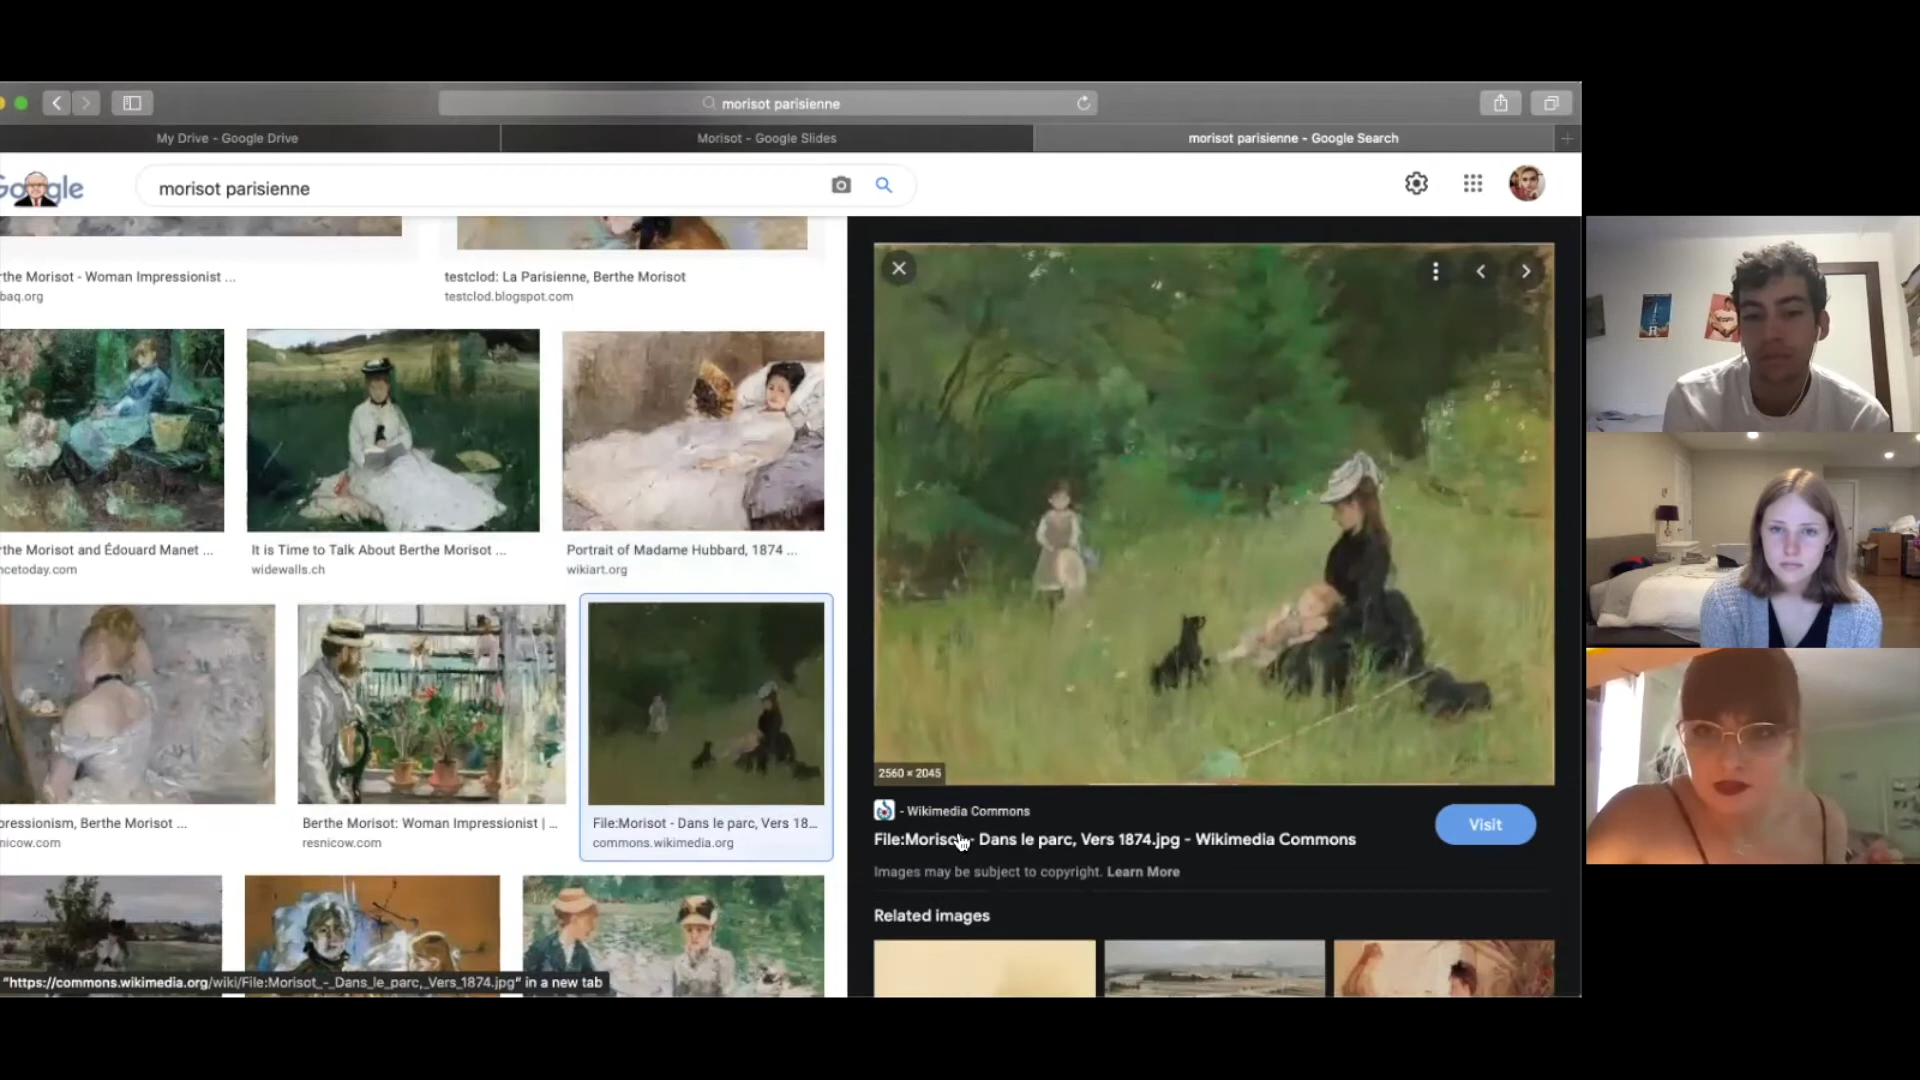 morisot parisienne
My Drive - Google Drive
Morisot - Google Slides
morisot parisienne - Google Search
Google
morisot parisienne
rthe Morisot - Woman Impressionist ...
baq.org
testclod: La Parisienne, Berthe Morisot
testclod.blogspot.com
rthe Morisot and Édouard Manet ...
ncetoday.com
It is Time to Talk About Berthe Morisot ...
widewalls.ch
Portrait of Madame Hubbard, 1874 ...
wikiart.org
pressionism, Berthe Morisot ...
nicow.com
Berthe Morisot: Woman Impressionist | ...
resnicow.com
File:Morisot - Dans le parc, Vers 18...
commons.wikimedia.org
"https://commons.wikimedia.org/wiki/File:Morisot_-_Dans_le_parc,_Vers_1874.jpg" in a new tab
2560 × 2045
- Wikimedia Commons
File:Morisot - Dans le parc, Vers 1874.jpg - Wikimedia Commons
Visit
Images may be subject to copyright. Learn More
Related images